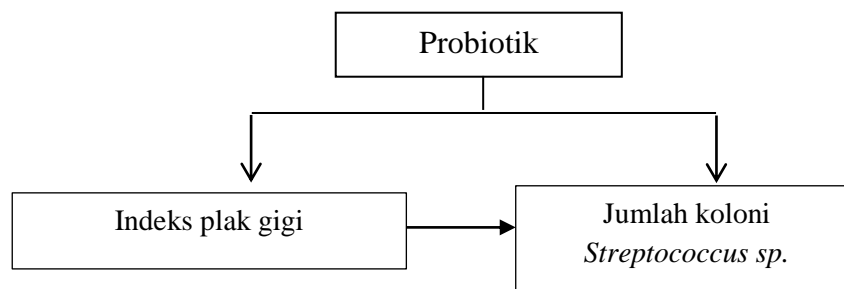 Probiotik
Indeks plak gigi
Jumlah koloni
Streptococcus sp.